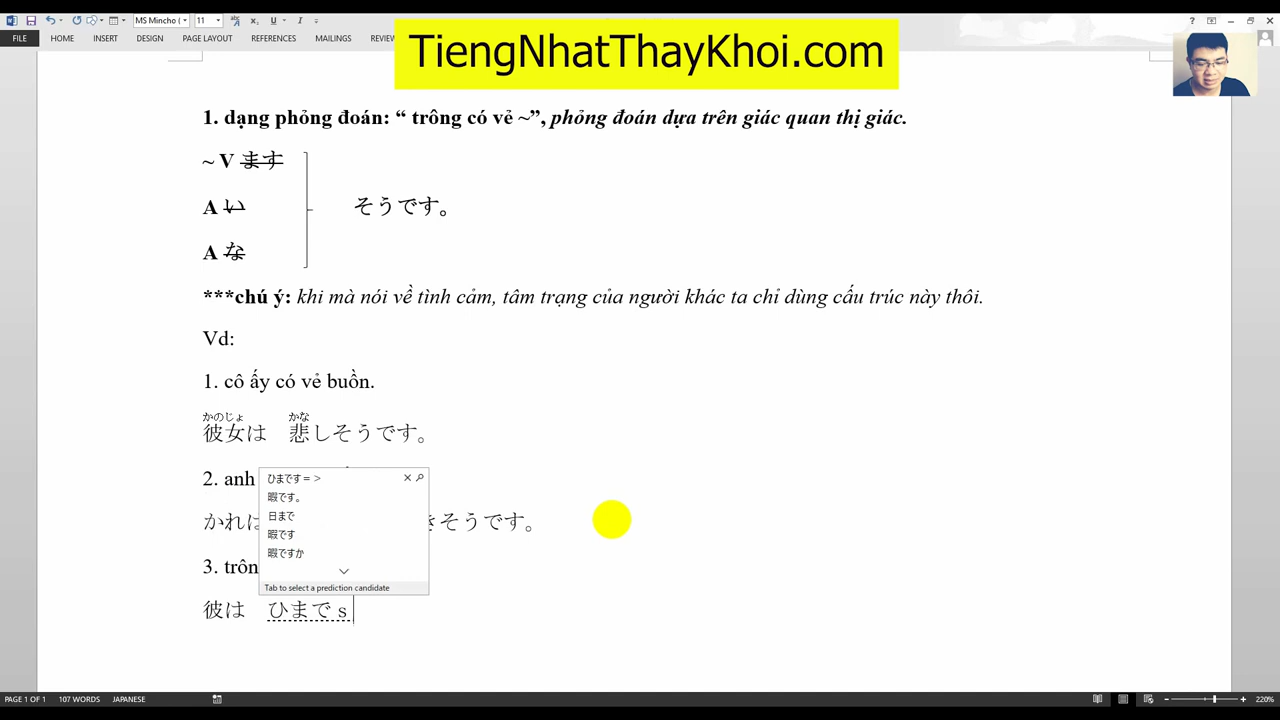 MS Mincho (
11
FILE
HOME
INSERT
DESIGN
PAGE LAYOUT
REFERENCES
MAILINGS
TiengNhatThayKhoi.com
1. dạng phỏng đoán: “ trông có vẻ ~”, phỏng đoán dựa trên giác quan thị giác.
~ V ます
A い
そうです。
A な
***chú ý: khi mà nói về tình cảm, tâm trạng của người khác ta chỉ dùng cấu trúc này thôi.
Vd:
1. cô ấy có vẻ buồn.
かのじょ かな
彼女は 悲しそうです。
2. anh
かれは
きそうです。
ひまです＝＞
暇です。
日まで
暇です
暇ですか
Tab to select a prediction candidate
3. trôn
彼は ひまでｓ
PAGE 1 OF 1
107 WORDS
JAPANESE
220%